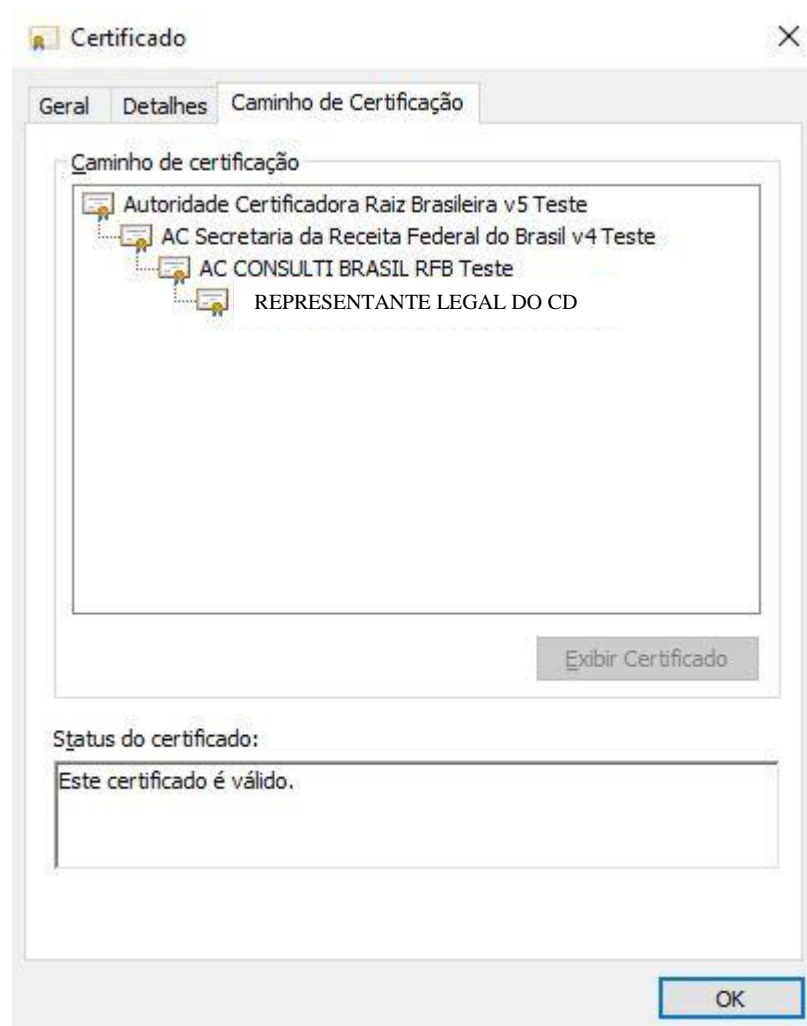 Certificado
Geral Detalhes Caminho de Certificação
Caminho de certificação
Autoridade Certificadora Raiz Brasileira v5 Teste
AC Secretaria da Receita Federal do Brasil v4 Teste
AC CONSULTI BRASIL RFB Teste
REPRESENTANTE LEGAL DO CD
Exibir Certificado
Status do certificado:
Este certificado é válido.
OK